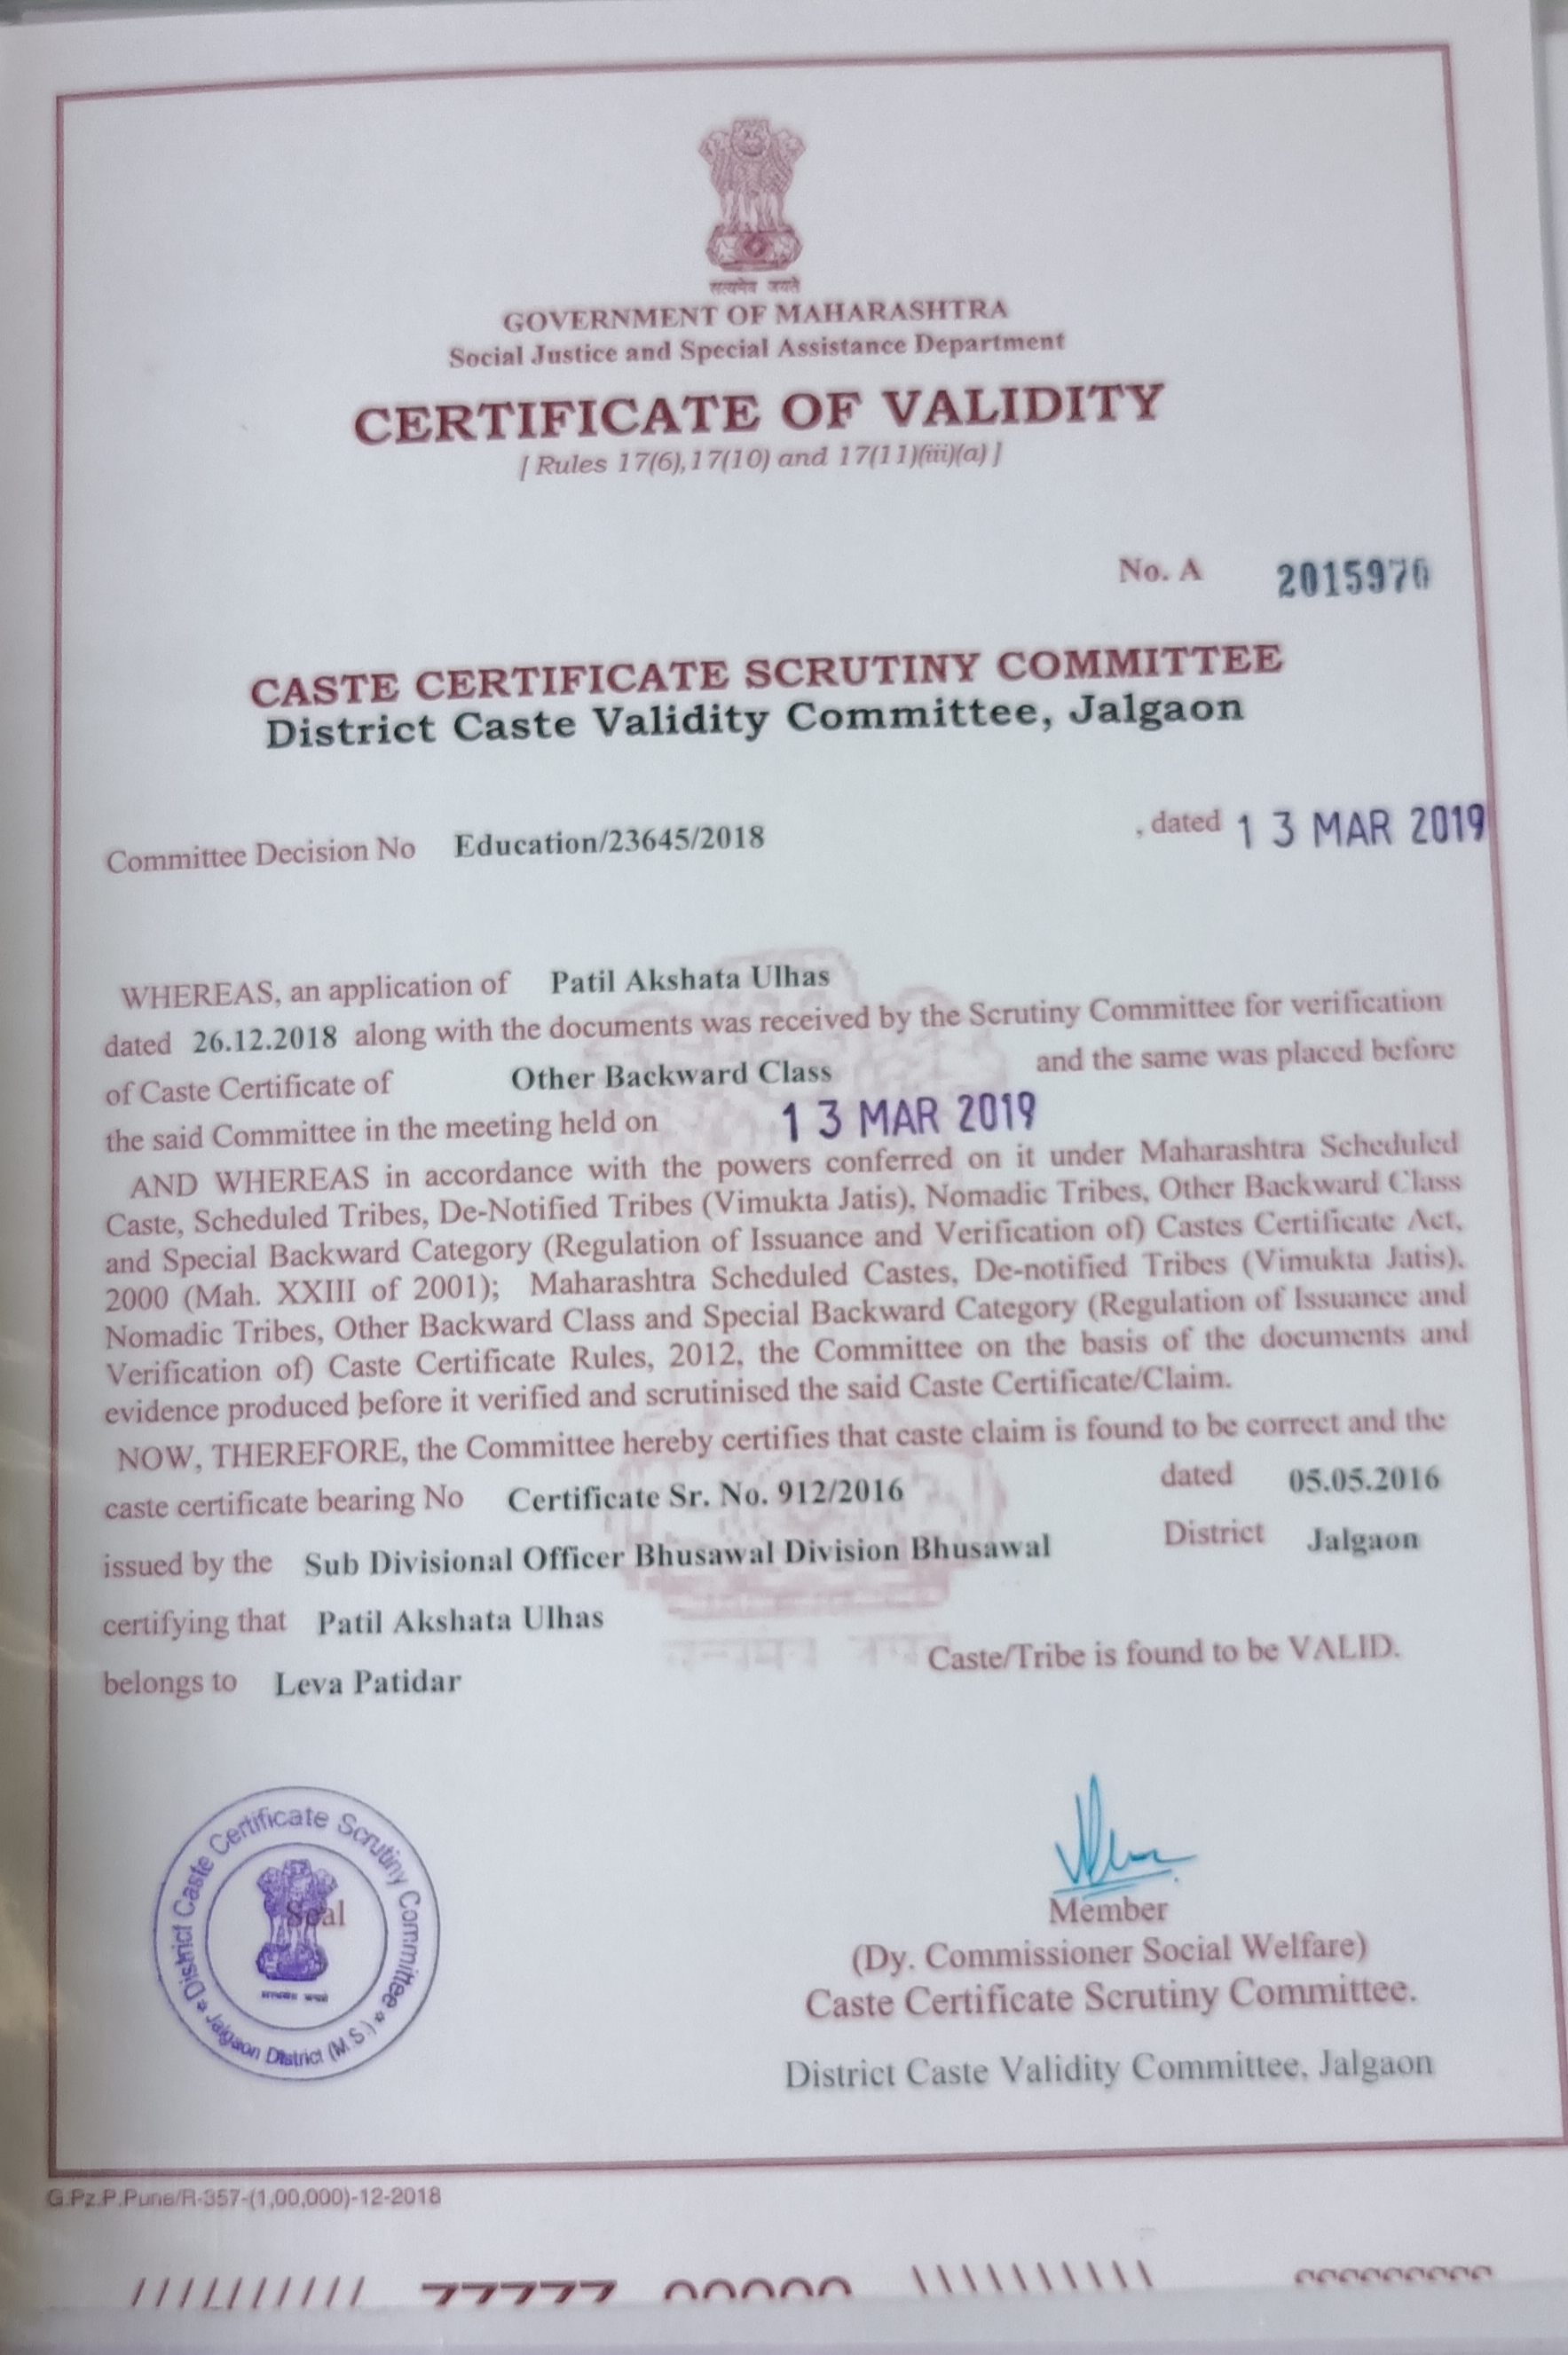 सत्यमेव जयते
GOVERNMENT OF MAHARASHTRA
Social Justice and Special Assistance Department
CERTIFICATE OF VALIDITY
[ Rules 17(6),17(10) and 17(11)(iii)(a) ]
No. A 2015970
CASTE CERTIFICATE SCRUTINY COMMITTEE
District Caste Validity Committee, Jalgaon
Committee Decision No Education/23645/2018 , dated 13 MAR 2019
WHEREAS, an application of Patil Akshata Ulhas
dated 26.12.2018 along with the documents was received by the Scrutiny Committee for verification
of Caste Certificate of Other Backward Class and the same was placed before
the said Committee in the meeting held on 13 MAR 2019
AND WHEREAS in accordance with the powers conferred on it under Maharashtra Scheduled
Caste, Scheduled Tribes, De-Notified Tribes (Vimukta Jatis), Nomadic Tribes, Other Backward Class
and Special Backward Category (Regulation of Issuance and Verification of) Castes Certificate Act,
2000 (Mah. XXIII of 2001); Maharashtra Scheduled Castes, De-notified Tribes (Vimukta Jatis),
Nomadic Tribes, Other Backward Class and Special Backward Category (Regulation of Issuance and
Verification of) Caste Certificate Rules, 2012, the Committee on the basis of the documents and
evidence produced before it verified and scrutinised the said Caste Certificate/Claim.
NOW, THEREFORE, the Committee hereby certifies that caste claim is found to be correct and the
caste certificate bearing No Certificate Sr. No. 912/2016 dated 05.05.2016
issued by the Sub Divisional Officer Bhusawal Division Bhusawal District Jalgaon
certifying that Patil Akshata Ulhas
belongs to Leva Patidar Caste/Tribe is found to be VALID.
District Caste Certificate Scrutiny Committee
Jalgaon District (M.S.)
Seal
Member
(Dy. Commissioner Social Welfare)
Caste Certificate Scrutiny Committee.
District Caste Validity Committee, Jalgaon
G.Pz.P.Pune/R-357-(1,00,000)-12-2018